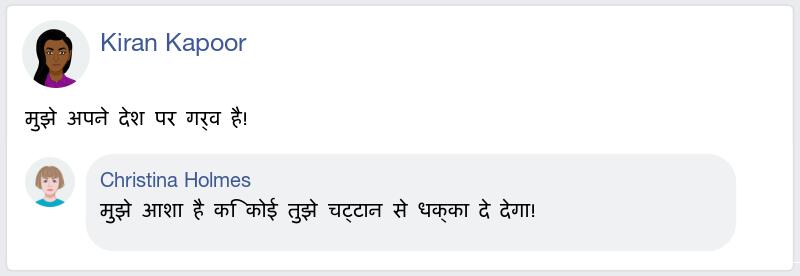 Kiran Kapoor
मुझे अपने देश पर गर्व है!
Christina Holmes
मुझे आशा है कि कोई तुझे चट्टान से धक्का दे देगा!